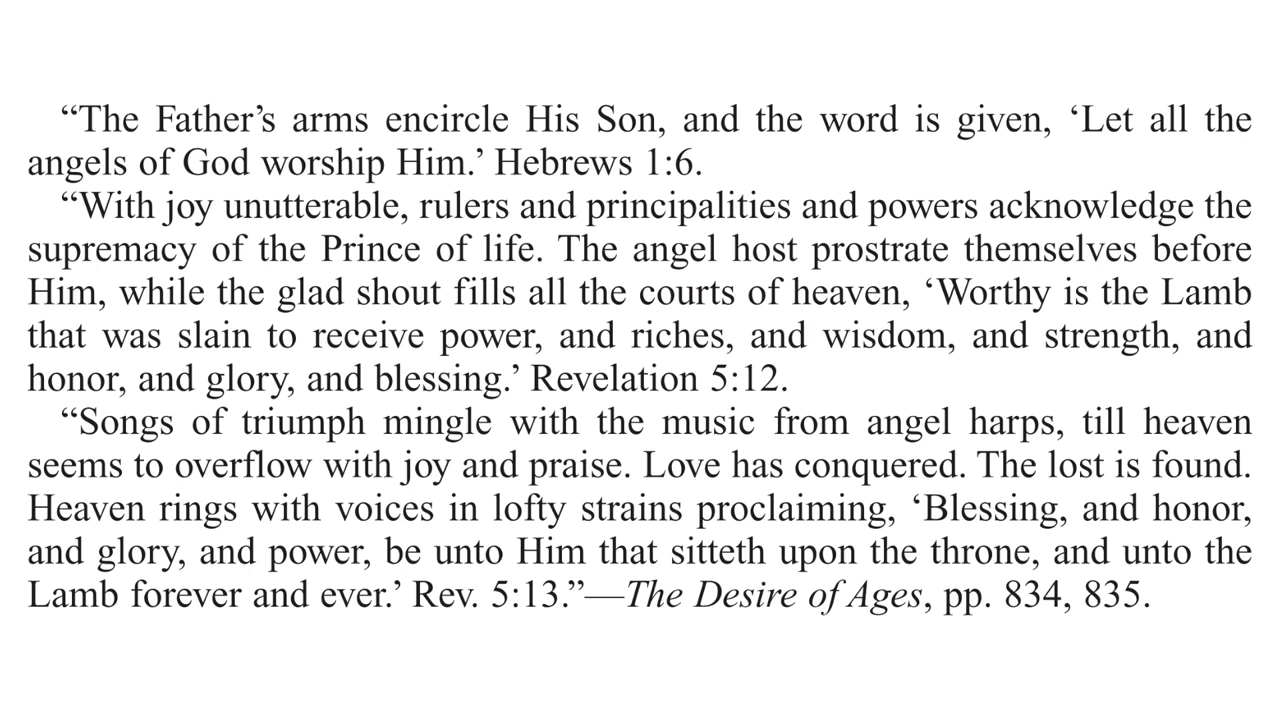 “The Father’s arms encircle His Son, and the word is given, ‘Let all the
angels of God worship Him.’ Hebrews 1:6.
“With joy unutterable, rulers and principalities and powers acknowledge the
supremacy of the Prince of life. The angel host prostrate themselves before
Him, while the glad shout fills all the courts of heaven, ‘Worthy is the Lamb
that was slain to receive power, and riches, and wisdom, and strength, and
honor, and glory, and blessing.’ Revelation 5:12.
“Songs of triumph mingle with the music from angel harps, till heaven
seems to overflow with joy and praise. Love has conquered. The lost is found.
Heaven rings with voices in lofty strains proclaiming, ‘Blessing, and honor,
and glory, and power, be unto Him that sitteth upon the throne, and unto the
Lamb forever and ever.’ Rev. 5:13.”—The Desire of Ages, pp. 834, 835.